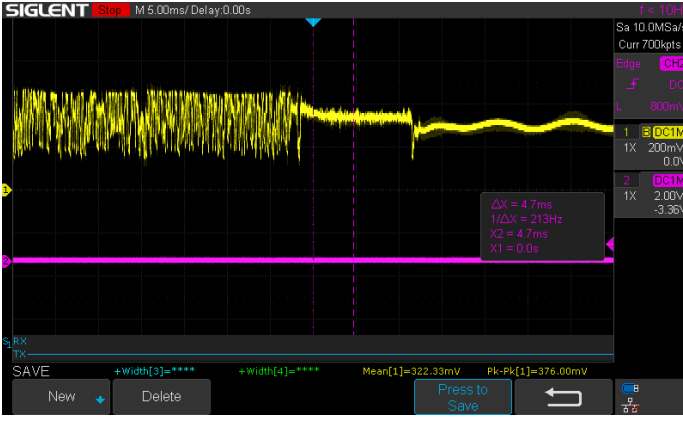 SIGLENT Stop M 5.00ms/ Delay:0.00s f < 10H
Sa 10.0MSa/s
Curr 700kpts
Edge CH2
DC
L 800mV
1 B DC1M
1X 200mV
0.0V
2 DC1M
1X 2.00V
-3.36V
ΔX = 4.7ms
1/ΔX = 213Hz
X2 = 4.7ms
X1 = 0.0s
1
2
S1 RX
TX
SAVE +Width[3]=**** +Width[4]=**** Mean[1]=322.33mV Pk-Pk[1]=376.00mV
New Delete Press to
Save